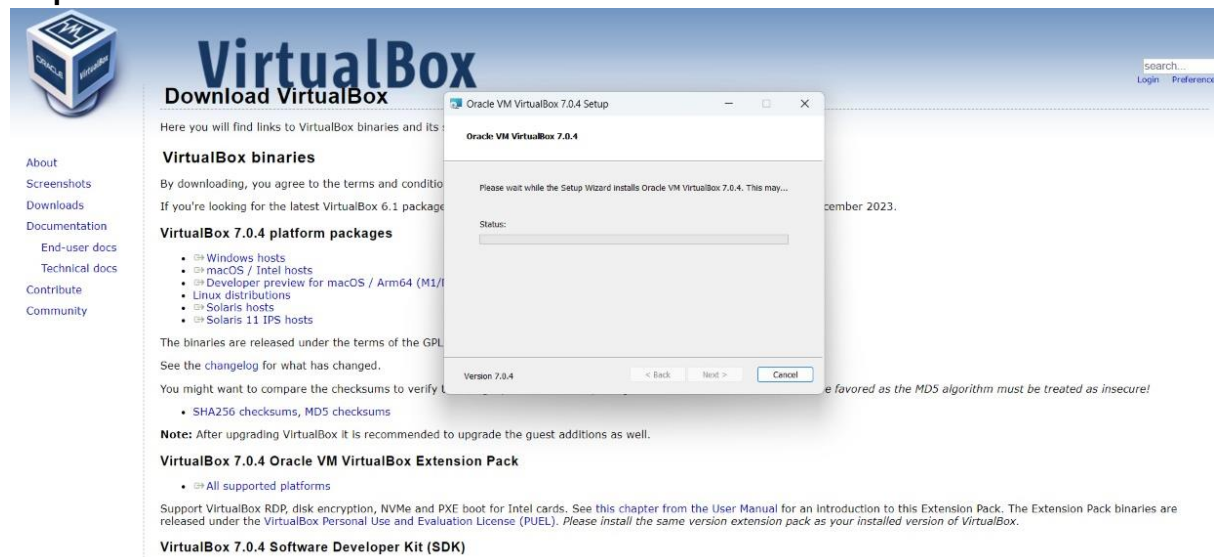 VirtualBox
search...
Login Preference
Download VirtualBox
Here you will find links to VirtualBox binaries and its
About
Screenshots
Downloads
Documentation
End-user docs
Technical docs
Contribute
Community
VirtualBox binaries
By downloading, you agree to the terms and conditio
If you're looking for the latest VirtualBox 6.1 package
cember 2023.
VirtualBox 7.0.4 platform packages
Windows hosts
macOS / Intel hosts
Developer preview for macOS / Arm64 (M1/
Linux distributions
Solaris hosts
Solaris 11 IPS hosts
The binaries are released under the terms of the GPL
See the changelog for what has changed.
You might want to compare the checksums to verify
e favored as the MD5 algorithm must be treated as insecure!
SHA256 checksums, MD5 checksums
Note: After upgrading VirtualBox it is recommended to upgrade the guest additions as well.
VirtualBox 7.0.4 Oracle VM VirtualBox Extension Pack
All supported platforms
Support VirtualBox RDP, disk encryption, NVMe and PXE boot for Intel cards. See this chapter from the User Manual for an introduction to this Extension Pack. The Extension Pack binaries are
released under the VirtualBox Personal Use and Evaluation License (PUEL). Please install the same version extension pack as your installed version of VirtualBox.
VirtualBox 7.0.4 Software Developer Kit (SDK)
Oracle VM VirtualBox 7.0.4 Setup
Oracle VM VirtualBox 7.0.4
Please wait while the Setup Wizard installs Oracle VM VirtualBox 7.0.4. This may...
Status:
Version 7.0.4
< Back Next > Cancel